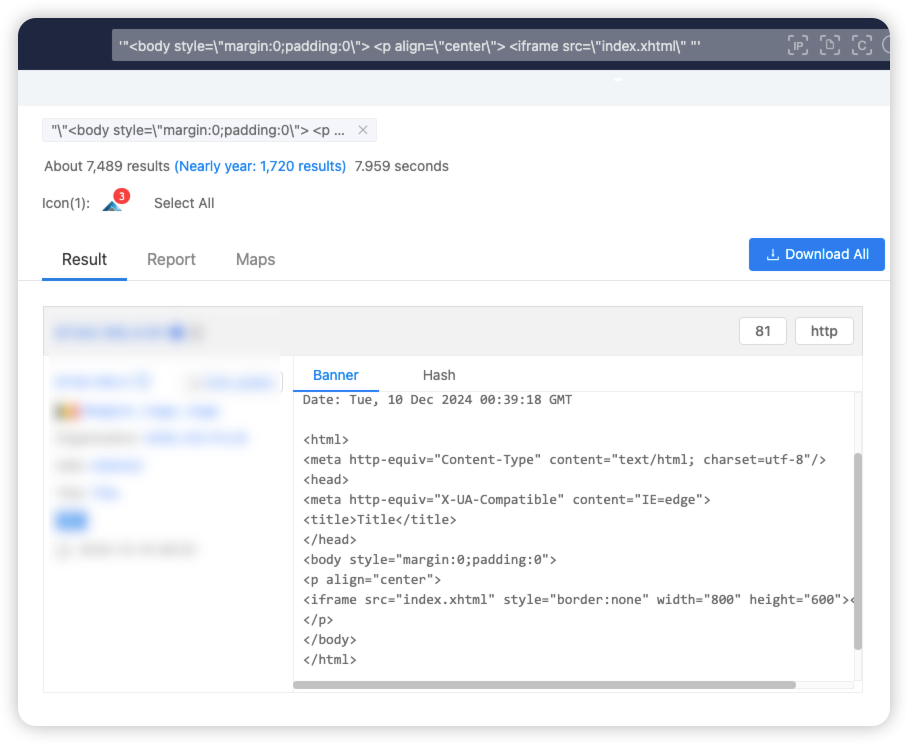 '"<body style=\"margin:0;padding:0\"> <p align=\"center\"> <iframe src=\"index.xhtml\" "'
IP
C
"\"<body style=\"margin:0;padding:0\"> <p ...
About 7,489 results (Nearly year: 1,720 results) 7.959 seconds
Icon(1):
3
Select All
Result
Report
Maps
Download All
81
http
Banner
Hash
Date: Tue, 10 Dec 2024 00:39:18 GMT
<html>
<meta http-equiv="Content-Type" content="text/html; charset=utf-8"/>
<head>
<meta http-equiv="X-UA-Compatible" content="IE=edge">
<title>Title</title>
</head>
<body style="margin:0;padding:0">
<p align="center">
<iframe src="index.xhtml" style="border:none" width="800" height="600"><
</p>
</body>
</html>